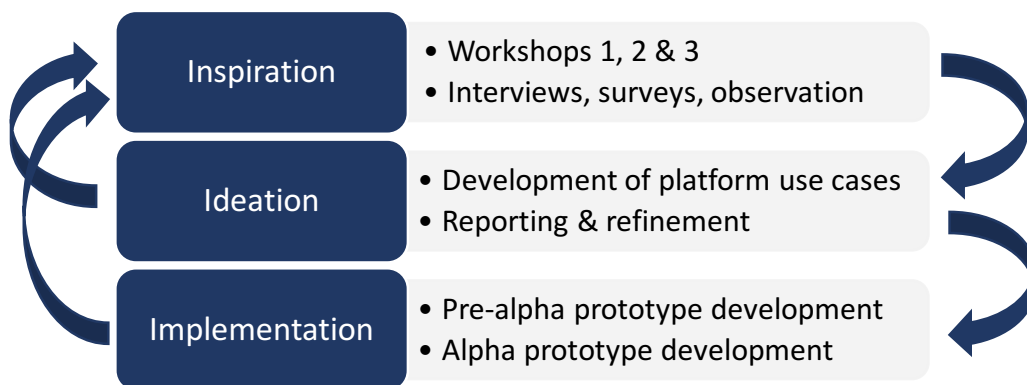 Inspiration
• Workshops 1, 2 & 3
• Interviews, surveys, observation
Ideation
• Development of platform use cases
• Reporting & refinement
Implementation
• Pre-alpha prototype development
• Alpha prototype development